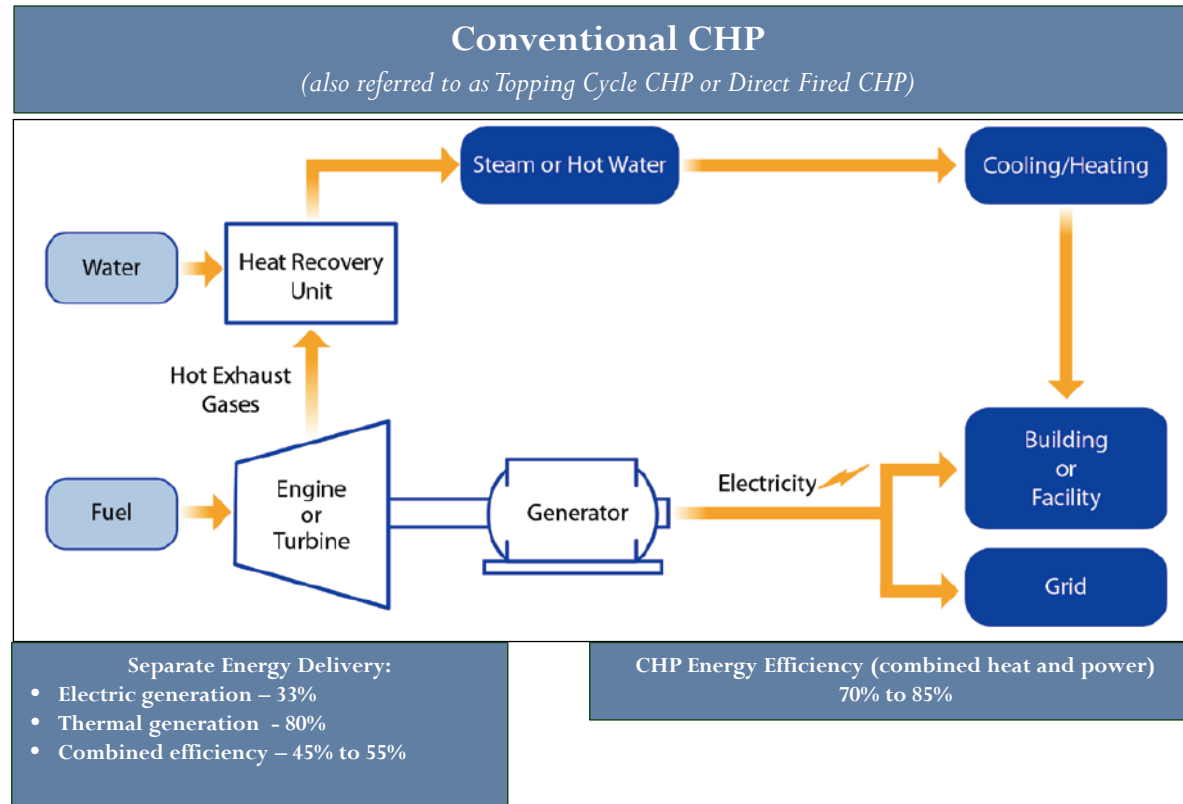 Conventional CHP
(also referred to as Topping Cycle CHP or Direct Fired CHP)
Steam or Hot Water
Cooling/Heating
Water
Heat Recovery
Unit
Hot Exhaust
Gases
Building
or
Facility
Electricity
Fuel
Engine
or
Turbine
Generator
Grid
Separate Energy Delivery:
• Electric generation – 33%
• Thermal generation - 80%
• Combined efficiency – 45% to 55%
CHP Energy Efficiency (combined heat and power)
70% to 85%